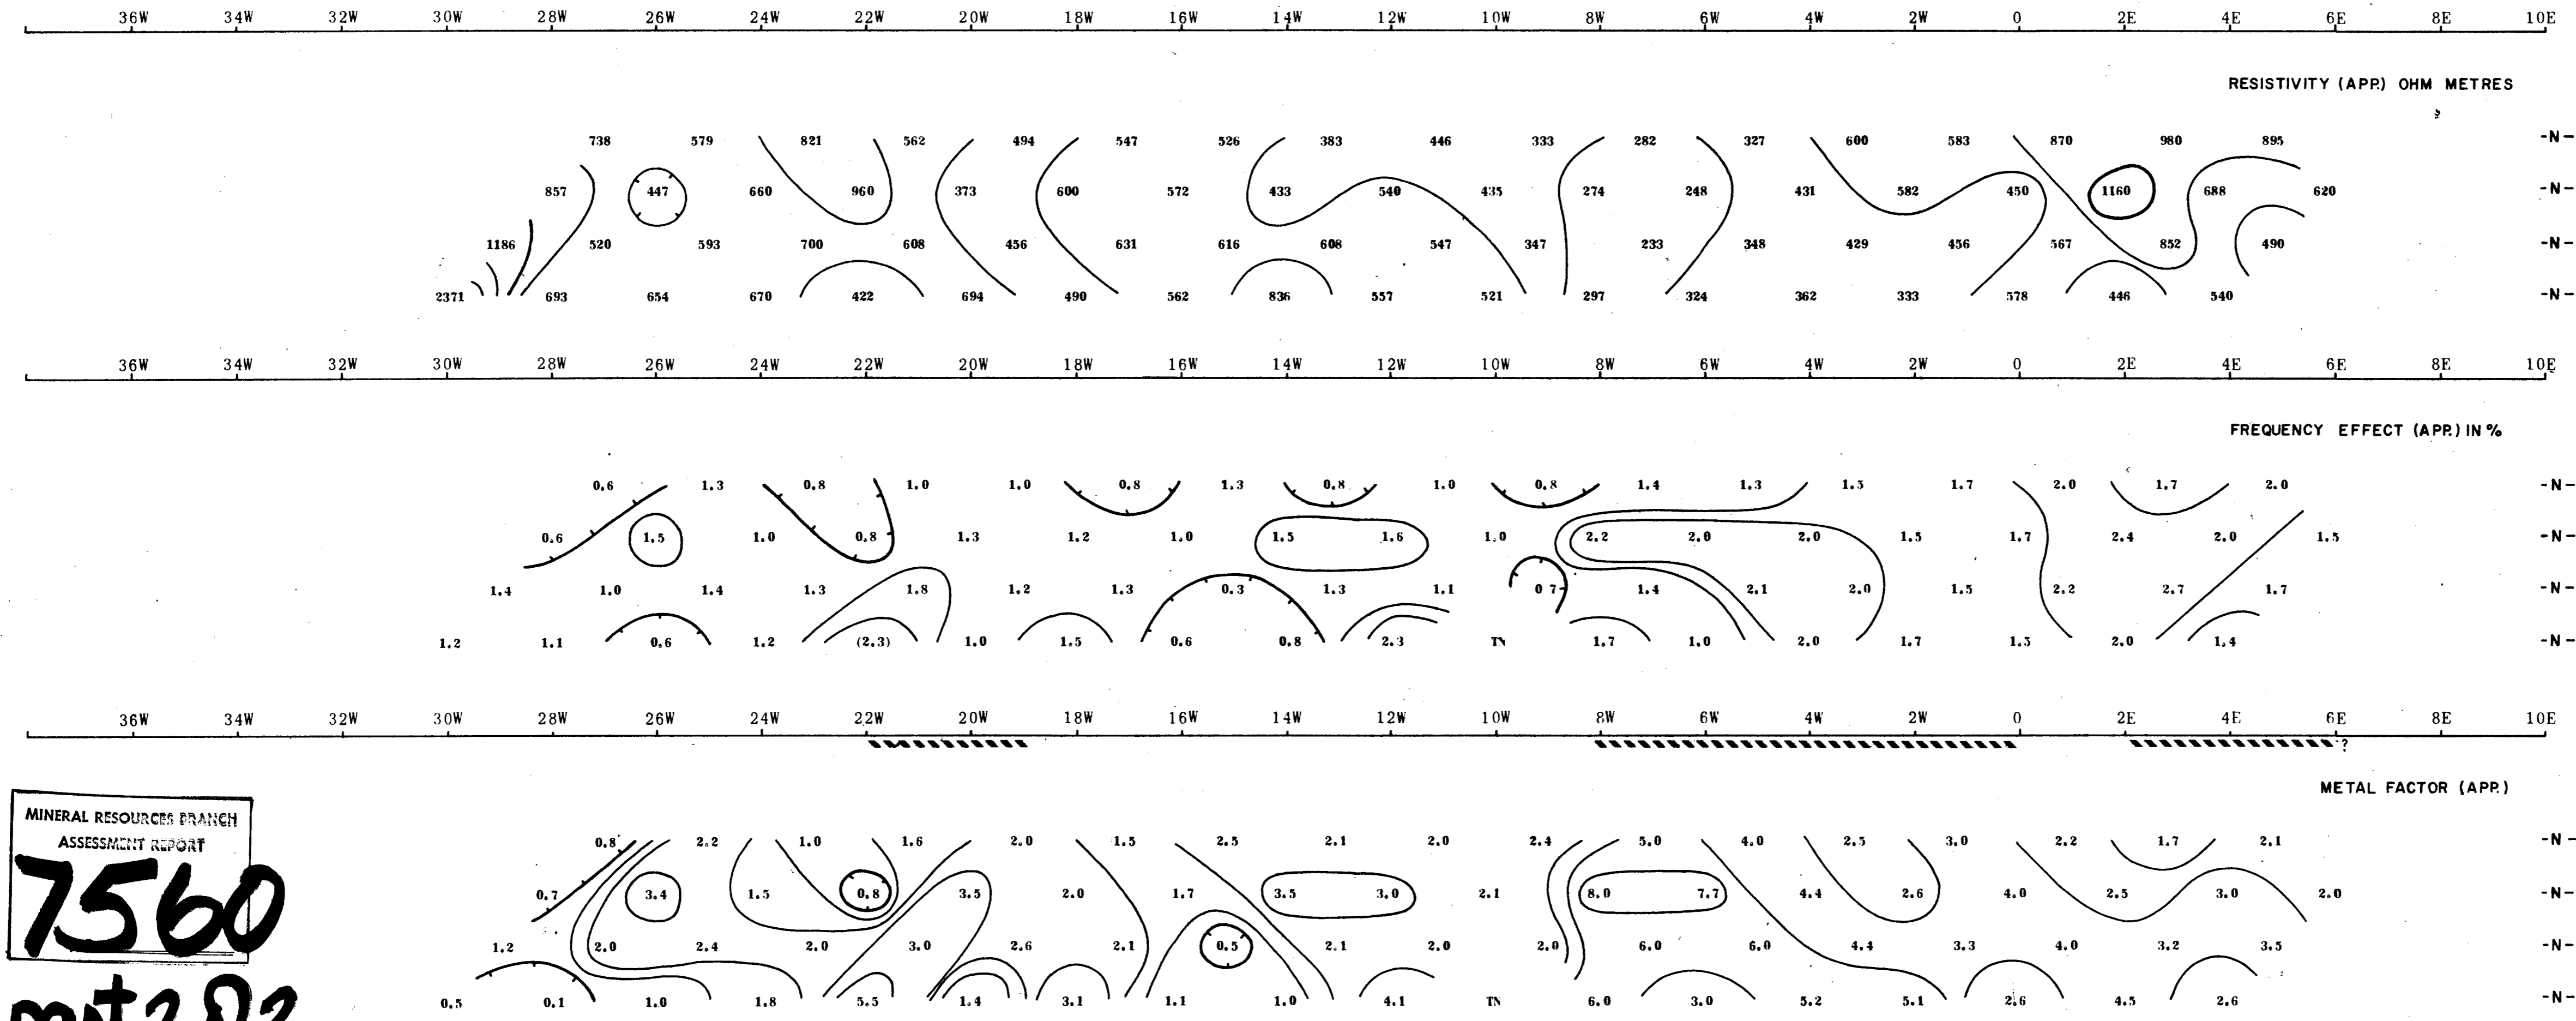 36W 34W 32W 30W 28W 26W 24W 22W 20W 18W 16W 14W 12W 10W 8W 6W 4W 2W 0 2E 4E 6E 8E 10E
RESISTIVITY (APP.) OHM METRES
738 579 821 562 494 547 526 383 446 333 282 327 600 583 870 980 895 -N-
857 447 660 960 373 600 572 433 540 435 274 248 431 582 450 1160 688 620 -N-
1186 520 593 700 608 456 631 616 608 547 347 233 348 429 456 567 852 490 -N-
2371 693 654 670 422 694 490 562 836 557 521 297 324 362 333 578 446 540 -N-
36W 34W 32W 30W 28W 26W 24W 22W 20W 18W 16W 14W 12W 10W 8W 6W 4W 2W 0 2E 4E 6E 8E 10E
FREQUENCY EFFECT (APP.) IN %
0.6 1.3 0.8 1.0 1.0 0.8 1.3 0.8 1.0 0.8 1.4 1.3 1.5 1.7 2.0 1.7 2.0 -N-
0.6 1.5 1.0 0.8 1.3 1.2 1.0 1.5 1.6 1.0 2.2 2.0 2.0 1.5 1.7 2.4 2.0 1.5 -N-
1.4 1.0 1.4 1.3 1.8 1.2 1.3 0.3 1.3 1.1 0 7 1.4 2.1 2.0 1.5 2.2 2.7 1.7 -N-
1.2 1.1 0.6 1.2 (2.3) 1.0 1.5 0.6 0.8 2.3 TN 1.7 1.0 2.0 1.7 1.5 2.0 1.4 -N-
36W 34W 32W 30W 28W 26W 24W 22W 20W 18W 16W 14W 12W 10W 8W 6W 4W 2W 0 2E 4E 6E 8E 10E
?
METAL FACTOR (APP.)
MINERAL RESOURCES BRANCH
ASSESSMENT REPORT
7560
part 2 of 2
0.8 2.2 1.0 1.6 2.0 1.5 2.5 2.1 2.0 2.4 5.0 4.0 2.5 3.0 2.2 1.7 2.1 -N-
0.7 3.4 1.5 0.8 3.5 2.0 1.7 3.5 3.0 2.1 8.0 7.7 4.4 2.6 4.0 2.5 3.0 2.0 -N-
1.2 2.0 2.4 2.0 3.0 2.6 2.1 0.5 2.1 2.0 2.0 6.0 6.0 4.4 3.3 4.0 3.2 3.5 -N-
0.5 0.1 1.0 1.8 5.5 1.4 3.1 1.1 1.0 4.1 TN 6.0 3.0 5.2 5.1 2.6 4.5 2.6 -N-